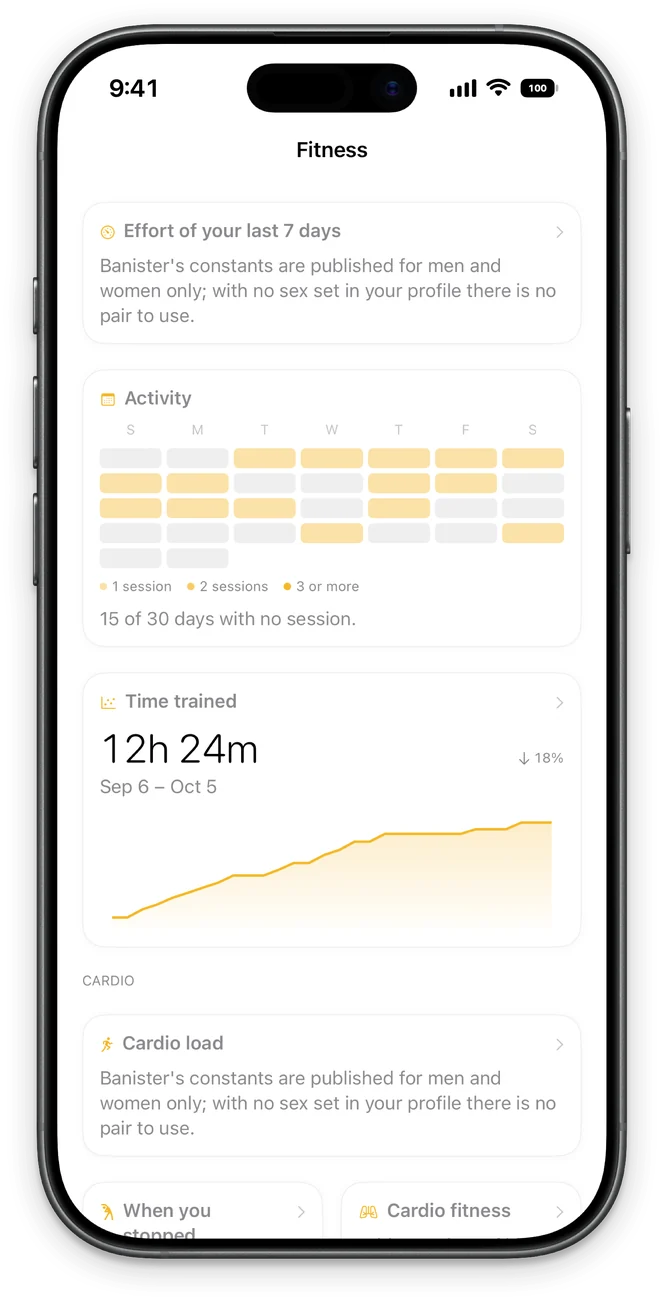 9:41
100
Fitness
Effort of your last 7 days
Banister's constants are published for men and
women only; with no sex set in your profile there is no
pair to use.
Activity
S M T W T F S
1 session 2 sessions 3 or more
15 of 30 days with no session.
Time trained
12h 24m
↓ 18%
Sep 6 – Oct 5
CARDIO
Cardio load
Banister's constants are published for men and
women only; with no sex set in your profile there is no
pair to use.
When you
stopped
Cardio fitness